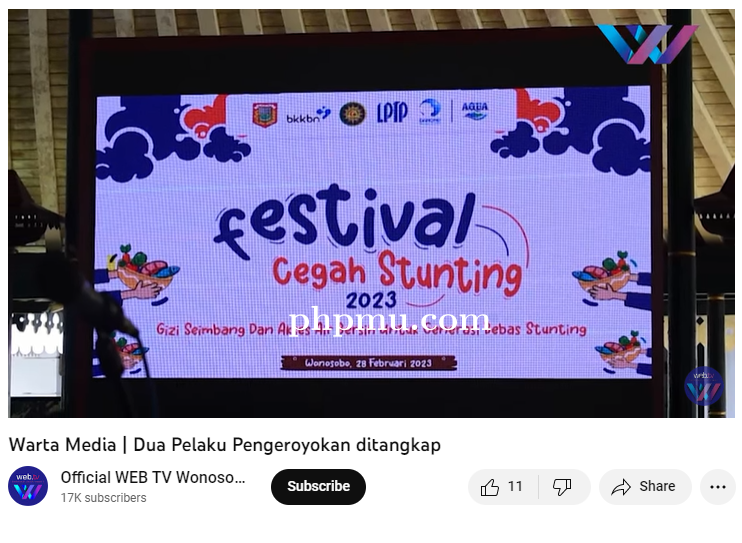 bkkbn LPTP AQUA
festival
Cegah Stunting
2023
phpmu.com
Gizi Seimbang Dan Akses Air Bersih Untuk Generasi Bebas Stunting
Wonosobo, 28 Februari 2023
web.tv
Warta Media | Dua Pelaku Pengeroyokan ditangkap
Official WEB TV Wonoso...
17K subscribers
Subscribe
11
Share